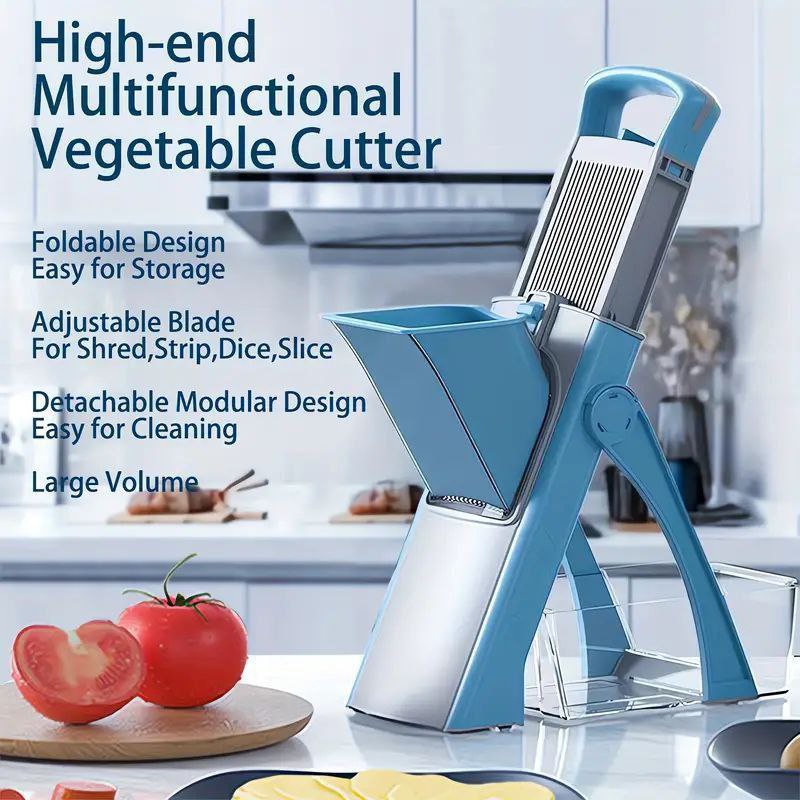 High-end
Multifunctional
Vegetable Cutter
Foldable Design
Easy for Storage
Adjustable Blade
For Shred,Strip,Dice,Slice
Detachable Modular Design
Easy for Cleaning
Large Volume